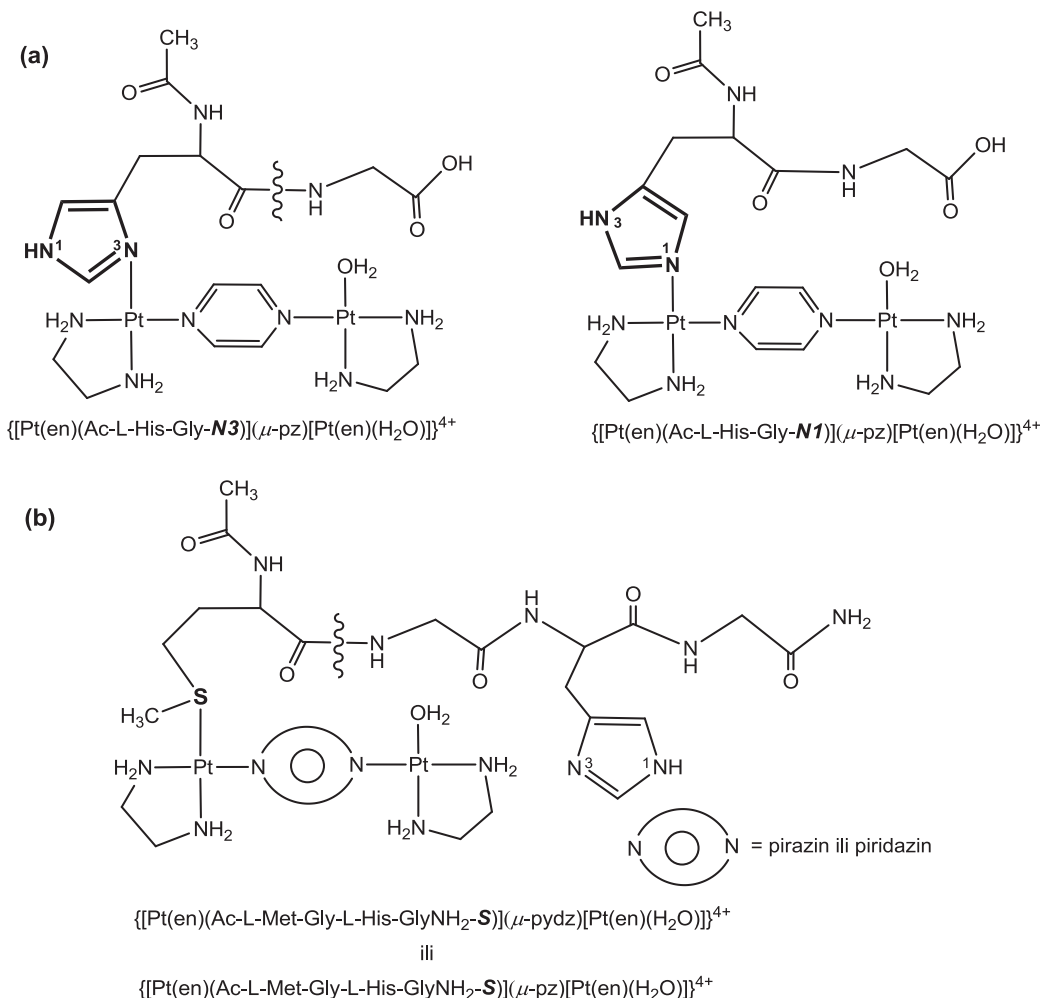 (a)
CH₃
O
NH
O
N
H
OH
O
HN¹
³N
OH₂
H₂N
Pt
N
N
Pt
NH₂
NH₂
H₂N
{[Pt(en)(Ac-L-His-Gly-N3)](μ-pz)[Pt(en)(H₂O)]}⁴⁺
CH₃
O
NH
O
N
H
OH
O
HN ³
¹
N
OH₂
H₂N
Pt
N
N
Pt
NH₂
NH₂
H₂N
{[Pt(en)(Ac-L-His-Gly-N1)](μ-pz)[Pt(en)(H₂O)]}⁴⁺
(b)
CH₃
O
NH
O
N
H
O
H
N
O
N
H
O
NH₂
S
H₃C
OH₂
N³
¹NH
H₂N
Pt
N
N
Pt
NH₂
NH₂
H₂N
N N = pirazin ili piridazin
{[Pt(en)(Ac-L-Met-Gly-L-His-GlyNH₂-S)](μ-pydz)[Pt(en)(H₂O)]}⁴⁺
ili
{[Pt(en)(Ac-L-Met-Gly-L-His-GlyNH₂-S)](μ-pz)[Pt(en)(H₂O)]}⁴⁺